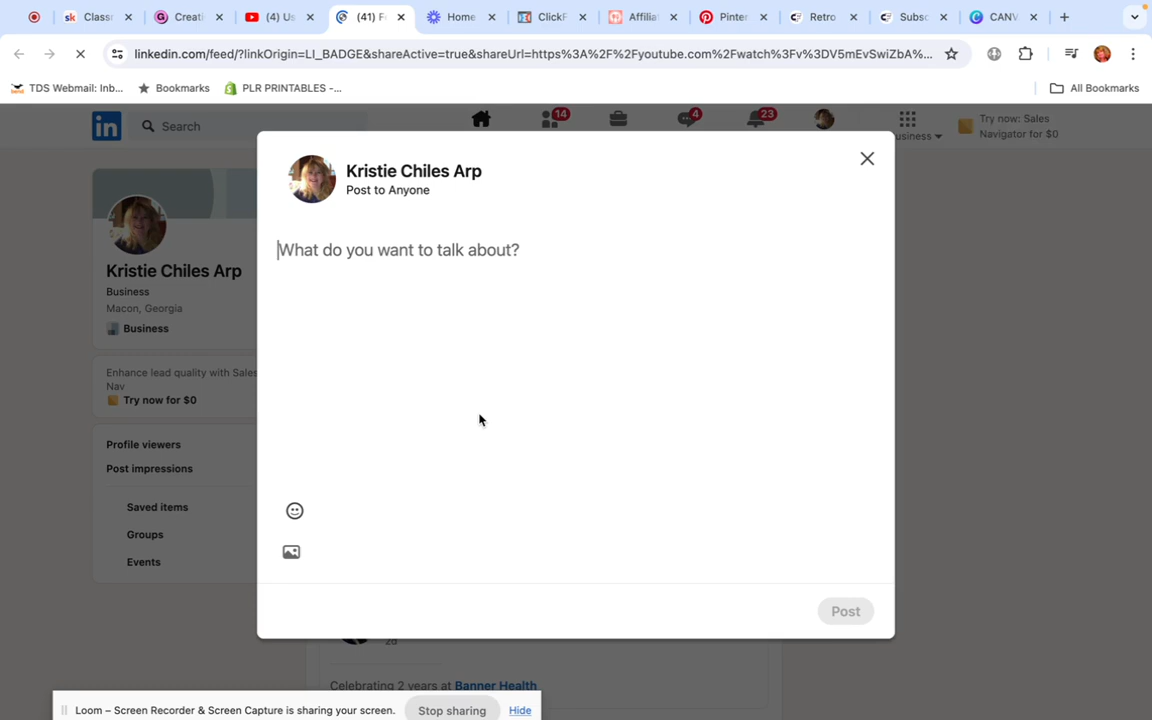 Classr
Creati
(4) Us
(41) F
Home
ClickF
Affiliat
Pinter
Retro
Subsc
CANV
linkedin.com/feed/?linkOrigin=LI_BADGE&shareActive=true&shareUrl=https%3A%2F%2Fyoutube.com%2Fwatch%3Fv%3DV5mEvSwiZbA%...
TDS Webmail: Inb...
Bookmarks
PLR PRINTABLES -...
All Bookmarks
in
Search
14
4
23
usiness
Try now: Sales
Navigator for $0
Kristie Chiles Arp
Post to Anyone
What do you want to talk about?
Kristie Chiles Arp
Business
Macon, Georgia
Business
Enhance lead quality with Sales
Nav
Try now for $0
Profile viewers
Post impressions
Saved items
Groups
Events
Post
2d
Celebrating 2 years at Banner Health
Loom – Screen Recorder & Screen Capture is sharing your screen.
Stop sharing
Hide